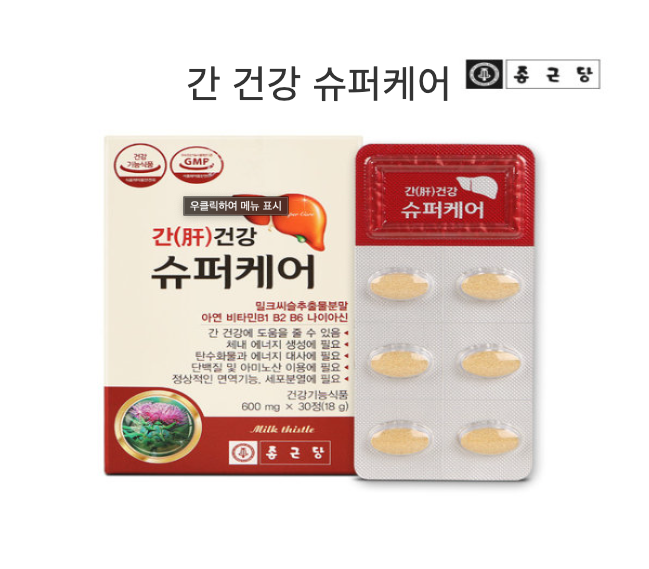 간 건강 슈퍼케어
종근당
건강
기능식품
GMP
우클릭하여 메뉴 표시
간(肝)건강
슈퍼케어
밀크씨슬추출물분말
아연 비타민B1 B2 B6 나이아신
간 건강에 도움을 줄 수 있음
체내 에너지 생성에 필요
탄수화물과 에너지 대사에 필요
단백질 및 아미노산 이용에 필요
정상적인 면역기능, 세포분열에 필요
건강기능식품
600 mg × 30정(18 g)
Milk thistle
종근당
간(肝)건강
슈퍼케어